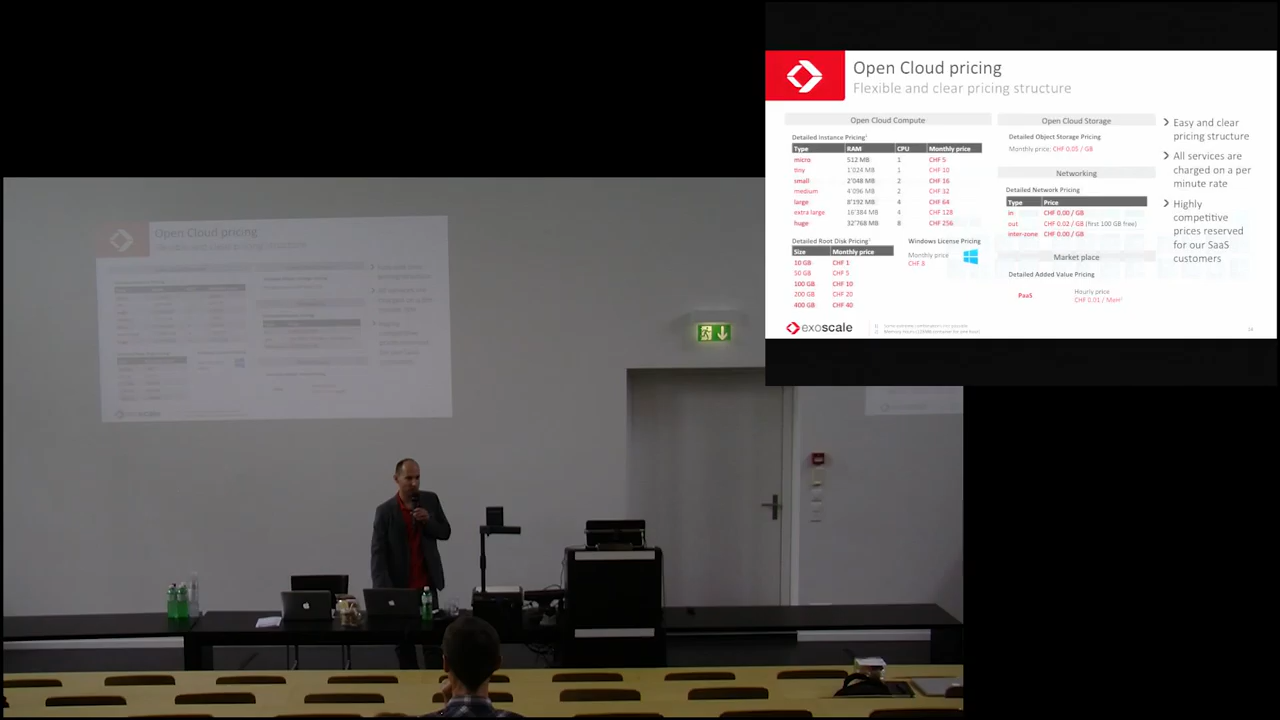 Open Cloud pricing
Flexible and clear pricing structure
Open Cloud Compute
Detailed Instance Pricing¹
Type RAM CPU Monthly price
micro 512 MB 1 CHF 5
tiny 1'024 MB 1 CHF 10
small 2'048 MB 2 CHF 16
medium 4'096 MB 2 CHF 32
large 8'192 MB 4 CHF 64
extra large 16'384 MB 4 CHF 128
huge 32'768 MB 8 CHF 256
Detailed Root Disk Pricing¹
Size Monthly price
10 GB CHF 1
50 GB CHF 5
100 GB CHF 10
200 GB CHF 20
400 GB CHF 40
Windows License Pricing
Monthly price
CHF 8
Open Cloud Storage
Detailed Object Storage Pricing
Monthly price: CHF 0.05 / GB
Networking
Detailed Network Pricing
Type Price
in CHF 0.00 / GB
out CHF 0.02 / GB (first 100 GB free)
inter-zone CHF 0.00 / GB
Market place
Detailed Added Value Pricing
PaaS
Hourly price
CHF 0.01 / Mem²
Easy and clear
pricing structure
All services are
charged on a per
minute rate
Highly
competitive
prices reserved
for our SaaS
customers
exoscale
Open Cloud pricing
exoscale